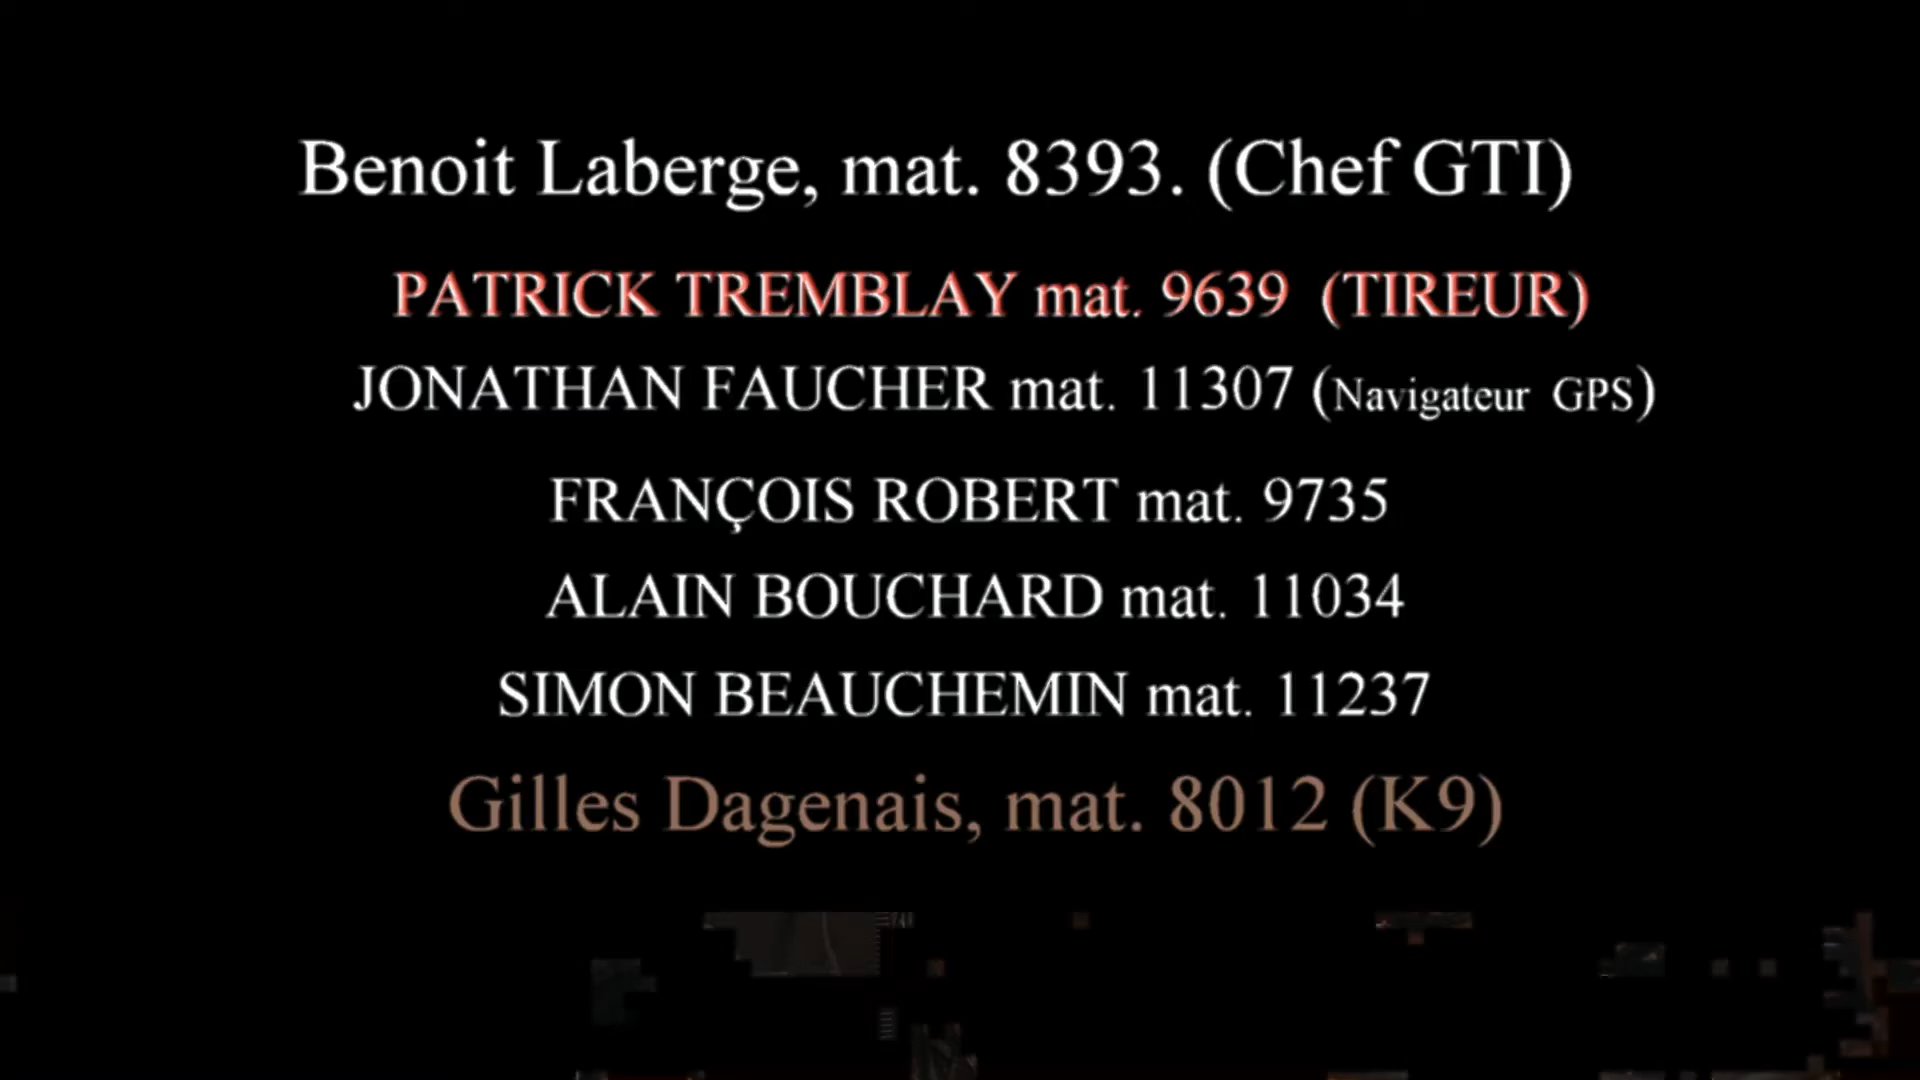 Benoit Laberge, mat. 8393. (Chef GTI)
PATRICK TREMBLAY mat. 9639 (TIREUR)
JONATHAN FAUCHER mat. 11307 (Navigateur GPS)
FRANÇOIS ROBERT mat. 9735
ALAIN BOUCHARD mat. 11034
SIMON BEAUCHEMIN mat. 11237
Gilles Dagenais, mat. 8012 (K9)